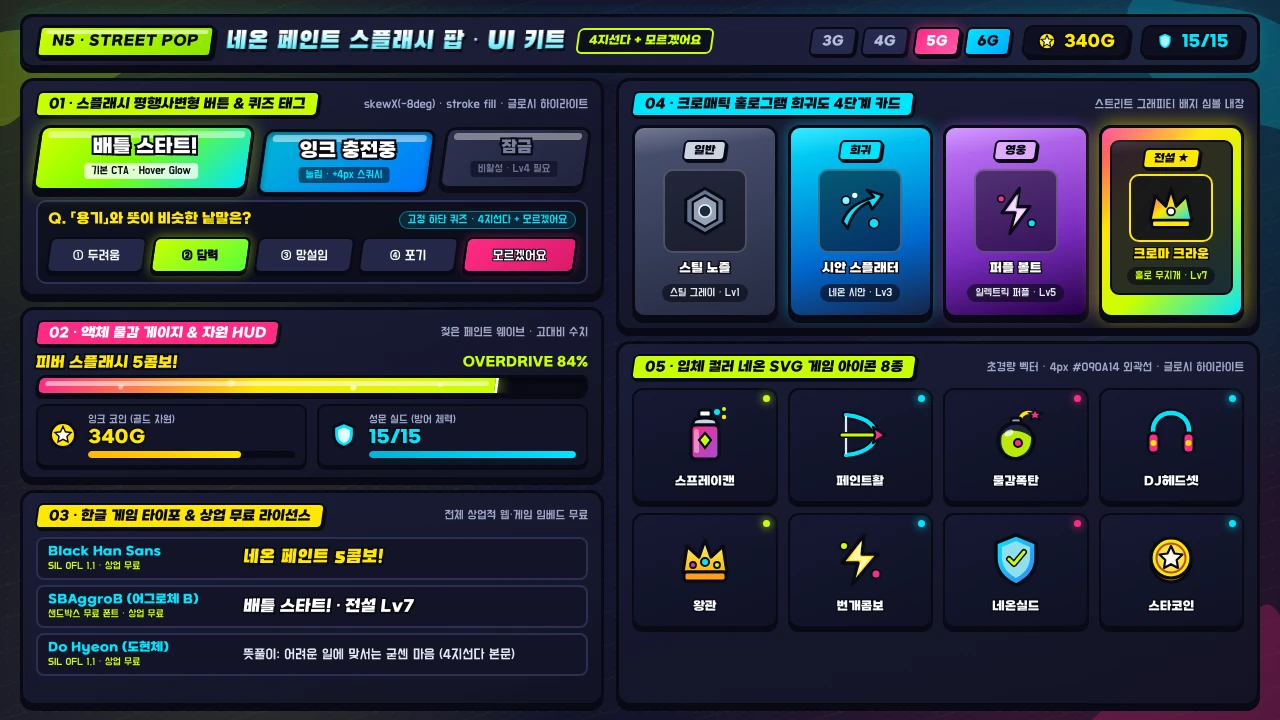 N5 · STREET POP
네온 페인트 스플래시 팝 · UI 키트
4지선다 + 모르겠어요
3G
4G
5G
6G
340G
15/15
01 · 스플래시 평행사변형 버튼 & 퀴즈 태그
skewX(-8deg) · stroke fill · 글로시 하이라이트
배틀 스타트!
기본 CTA · Hover Glow
잉크 충전중
눌림 · +4px 스쿼시
잠금
비활성 · Lv4 필요
Q. 「용기」와 뜻이 비슷한 낱말은?
고정 하단 퀴즈 · 4지선다 + 모르겠어요
① 두려움
② 담력
③ 망설임
④ 포기
모르겠어요
02 · 액체 물감 게이지 & 자원 HUD
젖은 페인트 웨이브 · 고대비 수치
피버 스플래시 5콤보!
OVERDRIVE 84%
잉크 코인 (골드 자원)
340G
성문 실드 (방어 체력)
15/15
03 · 한글 게임 타이포 & 상업 무료 라이선스
전체 상업적 웹·게임 임베드 무료
Black Han Sans
SIL OFL 1.1 · 상업 무료
네온 페인트 5콤보!
SBAggroB (어그로체 B)
샌드박스 무료 폰트 · 상업 무료
배틀 스타트! · 전설 Lv7
Do Hyeon (도현체)
SIL OFL 1.1 · 상업 무료
뜻풀이: 어려운 일에 맞서는 굳센 마음 (4지선다 본문)
04 · 크로매틱 홀로그램 희귀도 4단계 카드
스트리트 그래피티 배지 심볼 내장
일반
스틸 노즐
스틸 그레이 · Lv1
희귀
시안 스플래터
네온 시안 · Lv3
영웅
퍼플 볼트
일렉트릭 퍼플 · Lv5
전설 ★
크로마 크라운
홀로 무지개 · Lv7
05 · 입체 컬러 네온 SVG 게임 아이콘 8종
초경량 벡터 · 4px #090A14 외곽선 · 글로시 하이라이트
스프레이캔
페인트활
물감폭탄
DJ헤드셋
왕관
번개콤보
네온실드
스타코인